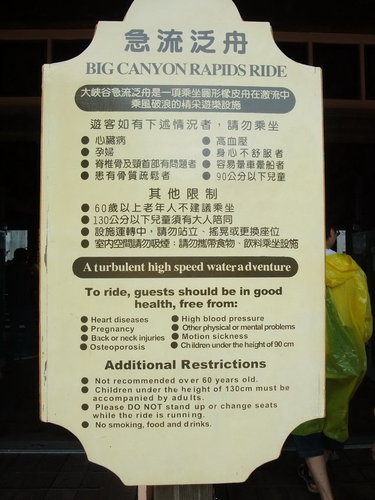 急流泛舟
BIG CANYON RAPIDS RIDE
大峽谷急流泛舟是一項乘坐圓形橡皮舟在激流中
乘風破浪的精采遊樂設施
遊客如有下述情況者，請勿乘坐
● 心臟病 ● 高血壓
● 孕婦 ● 身心不舒服者
● 脊椎骨及頸首部有問題者 ● 容易暈車暈船者
● 患有骨質疏鬆者 ● 90公分以下兒童
其他限制
● 60歲以上老年人不建議乘坐
● 130公分以下兒童須有大人陪同
● 設施運轉中，請勿站立、搖晃或更換座位
● 室內空間請勿吸煙；請勿攜帶食物、飲料乘坐設施
A turbulent high speed water adventure
To ride, guests should be in good
health, free from:
● Heart diseases ● High blood pressure
● Pregnancy ● Other physical or mental problems
● Back or neck injuries ● Motion sickness
● Osteoporosis ● Children under the height of 90 cm
Additional Restrictions
● Not recommended over 60 years old.
● Children under the height of 130cm must be
accompanied by adults.
● Please DO NOT stand up or change seats
while the ride is running.
● No smoking, food and drinks.